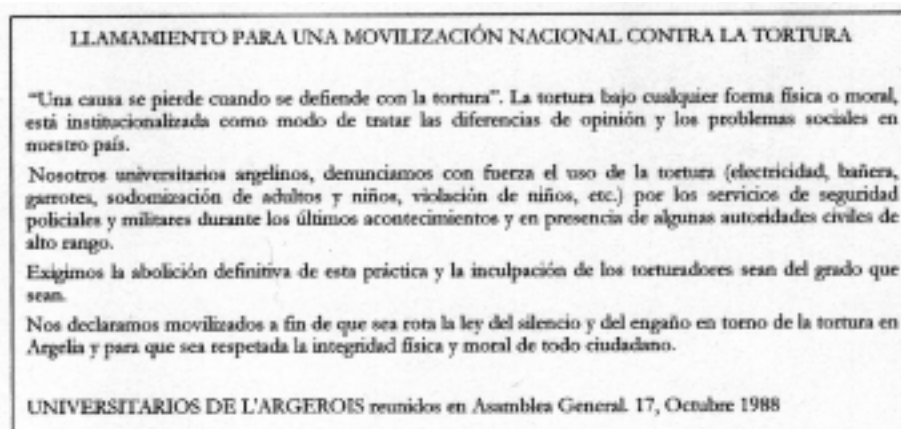 LLAMAMIENTO PARA UNA MOVILIZACIÓN NACIONAL CONTRA LA TORTURA
“Una causa se pierde cuando se defiende con la tortura”. La tortura bajo cualquier forma física o moral,
está institucionalizada como modo de tratar las diferencias de opinión y los problemas sociales en
nuestro país.
Nosotros universitarios argelinos, denunciamos con fuerza el uso de la tortura (electricidad, bañera,
garrotes, sodomización de adultos y niños, violación de niños, etc.) por los servicios de seguridad
policiales y militares durante los últimos acontecimientos y en presencia de algunas autoridades civiles de
alto rango.
Exigimos la abolición definitiva de esta práctica y la inculpación de los torturadores sean del grado que
sean.
Nos declaramos movilizados a fin de que sea rota la ley del silencio y del engaño en torno de la tortura en
Argelia y para que sea respetada la integridad física y moral de todo ciudadano.
UNIVERSITARIOS DE L'ARGEROIS reunidos en Asamblea General. 17, Octubre 1988